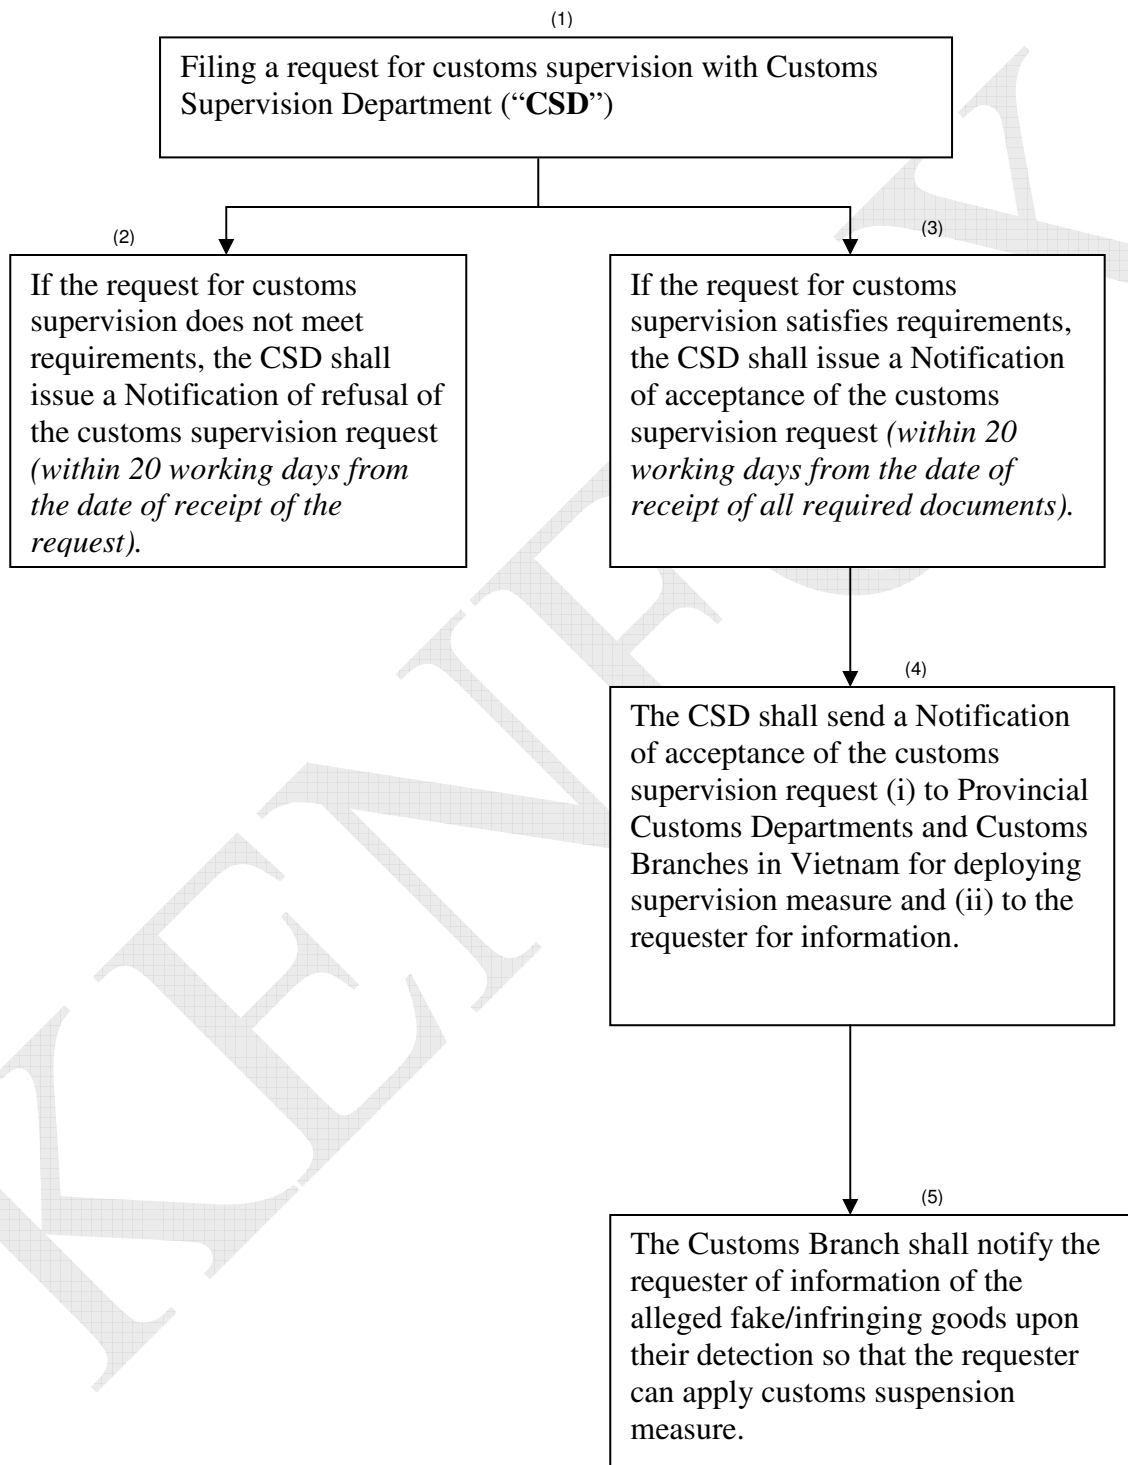 (1)
Filing a request for customs supervision with Customs
Supervision Department (“CSD”)
(2)
If the request for customs
supervision does not meet
requirements, the CSD shall
issue a Notification of refusal of
the customs supervision request
(within 20 working days from
the date of receipt of the
request).
(3)
If the request for customs
supervision satisfies requirements,
the CSD shall issue a Notification
of acceptance of the customs
supervision request (within 20
working days from the date of
receipt of all required documents).
(4)
The CSD shall send a Notification
of acceptance of the customs
supervision request (i) to Provincial
Customs Departments and Customs
Branches in Vietnam for deploying
supervision measure and (ii) to the
requester for information.
(5)
The Customs Branch shall notify the
requester of information of the
alleged fake/infringing goods upon
their detection so that the requester
can apply customs suspension
measure.
KENFOX